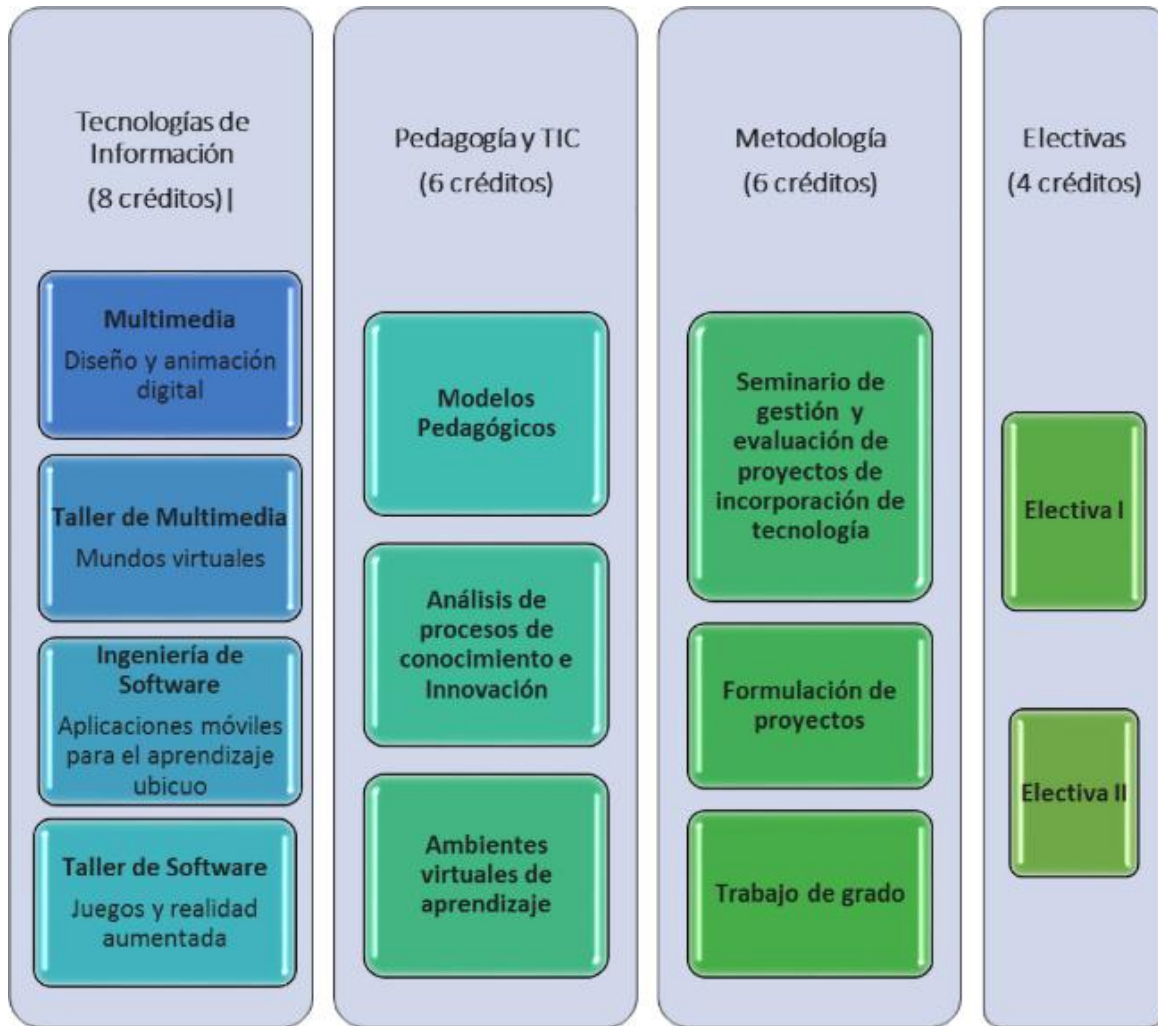 Tecnologías de
Información
(8 créditos)|
Multimedia
Diseño y animación
digital
Taller de Multimedia
Mundos virtuales
Ingeniería de
Software
Aplicaciones móviles
para el aprendizaje
ubicuo
Taller de Software
Juegos y realidad
aumentada
Pedagogía y TIC
(6 créditos)
Modelos
Pedagógicos
Análisis de
procesos de
conocimiento e
Innovación
Ambientes
virtuales de
aprendizaje
Metodología
(6 créditos)
Seminario de
gestión y
evaluación de
proyectos de
incorporación de
tecnología
Formulación de
proyectos
Trabajo de grado
Electivas
(4 créditos)
Electiva I
Electiva II